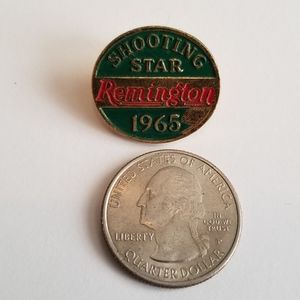 SHOOTING
STAR
Remington
1965
UNITED STATES OF AMERICA
LIBERTY
IN
GOD WE
TRUST
QUARTER DOLLAR